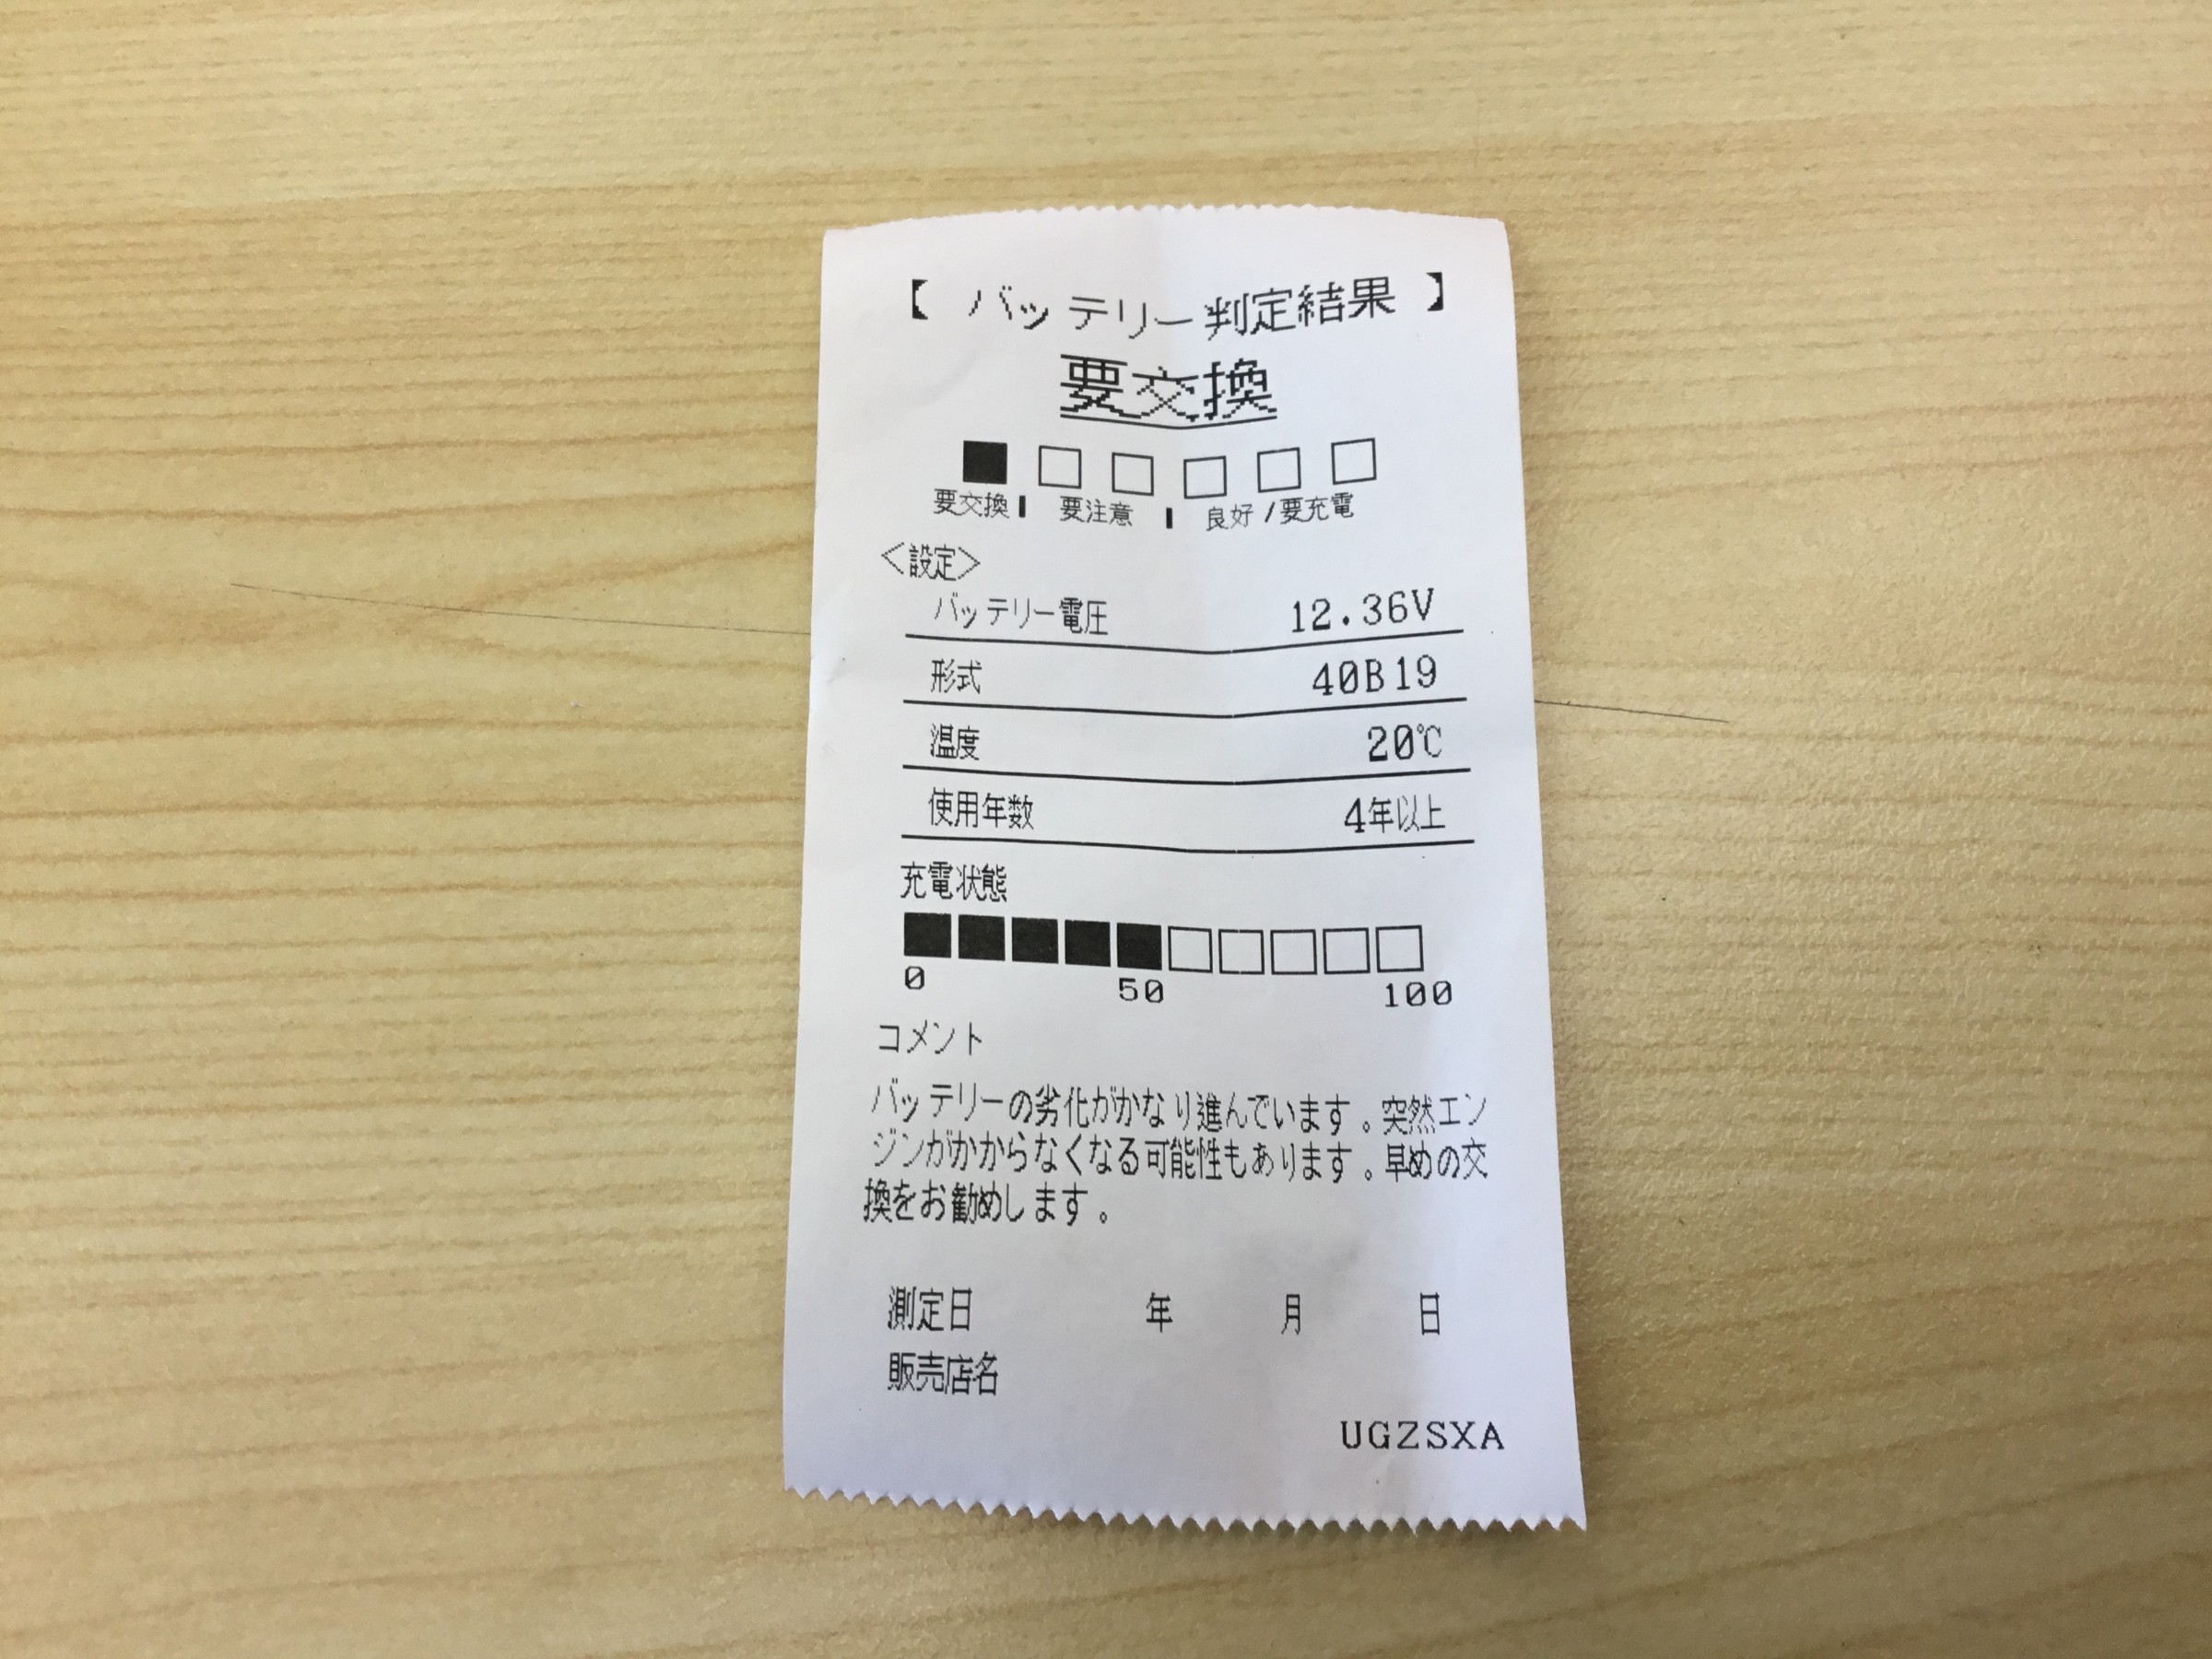 【 バッテリー判定結果 】
要交換
要交換 | 要注意 | 良好/要充電
<設定>
バッテリー電圧 12.36V
形式 40B19
温度 20℃
使用年数 4年以上
充電状態
0 50 100
コメント
バッテリーの劣化がかなり進んでいます。突然エン
ジンがかからなくなる可能性もあります。早めの交
換をお勧めします。
測定日 年 月 日
販売店名
UGZSXA